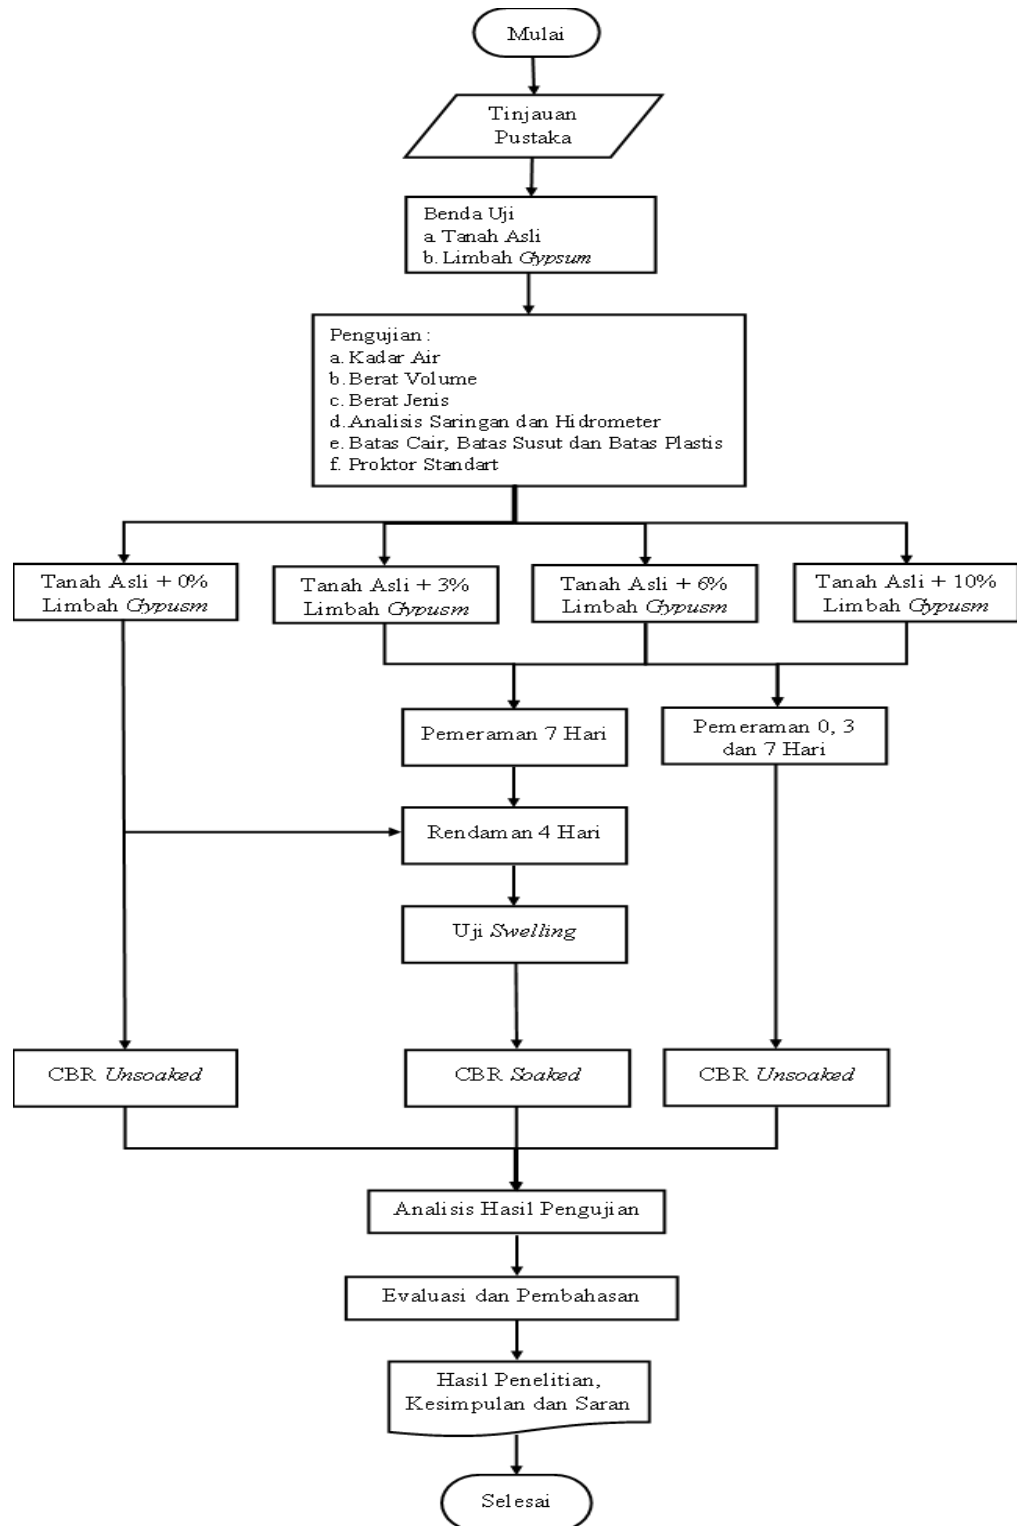 Mulai
Tinjauan
Pustaka
Benda Uji
a Tanah Asli
b. Limbah Gypsum
Pengujian :
a. Kadar Air
b. Berat Volume
c. Berat Jenis
d. Analisis Saringan dan Hidrometer
e. Batas Cair, Batas Susut dan Batas Plastis
f. Proktor Standart
Tanah Asli + 0%
Limbah Gypusm
Tanah Asli + 3%
Limbah Gypusm
Tanah Asli + 6%
Limbah Gypusm
Tanah Asli + 10%
Limbah Gypusm
Pemeraman 7 Hari
Pemeraman 0, 3
dan 7 Hari
Rendaman 4 Hari
Uji Swelling
CBR Unsoaked
CBR Soaked
CBR Unsoaked
Analisis Hasil Pengujian
Evaluasi dan Pembahasan
Hasil Penelitian,
Kesimpulan dan Saran
Selesai